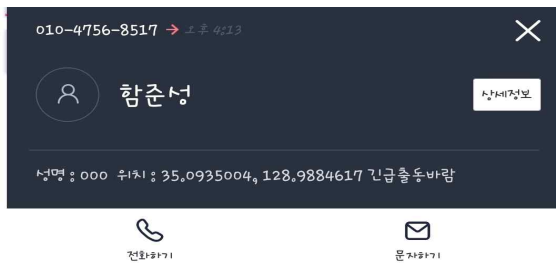 010-4756-8517 → 오후 4:13
함준성
상세정보
성명 : 000 위치 : 35.0935004, 128.9884617 긴급출동바람
전화하기
문자하기